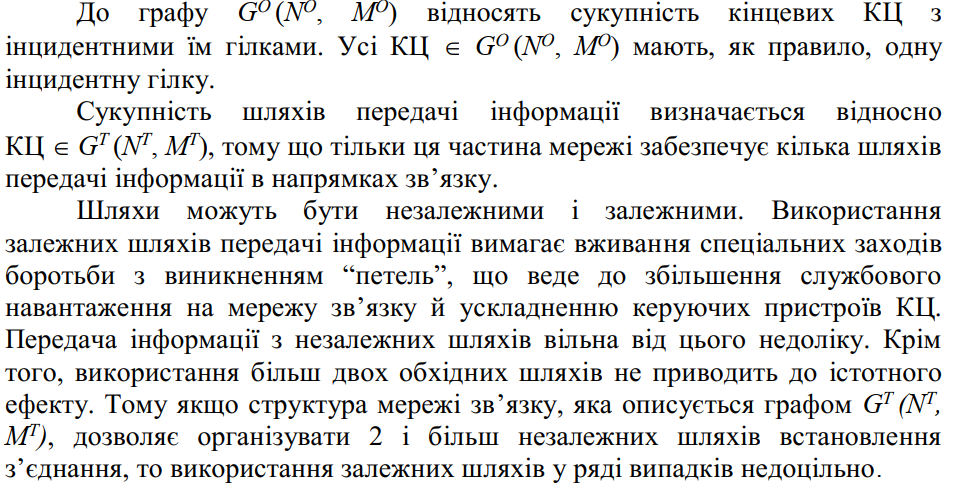 До графу G^O (N^O, M^O) відносять сукупність кінцевих КЦ з
інцидентними їм гілками. Усі КЦ ∈ G^O (N^O, M^O) мають, як правило, одну
інцидентну гілку.
Сукупність шляхів передачі інформації визначається відносно
КЦ ∈ G^T (N^T, M^T), тому що тільки ця частина мережі забезпечує кілька шляхів
передачі інформації в напрямках зв’язку.
Шляхи можуть бути незалежними і залежними. Використання
залежних шляхів передачі інформації вимагає вживання спеціальних заходів
боротьби з виникненням “петель”, що веде до збільшення службового
навантаження на мережу зв’язку й ускладненню керуючих пристроїв КЦ.
Передача інформації з незалежних шляхів вільна від цього недоліку. Крім
того, використання більш двох обхідних шляхів не приводить до істотного
ефекту. Тому якщо структура мережі зв’язку, яка описується графом G^T (N^T,
M^T), дозволяє організувати 2 і більш незалежних шляхів встановлення
з’єднання, то використання залежних шляхів у ряді випадків недоцільно.